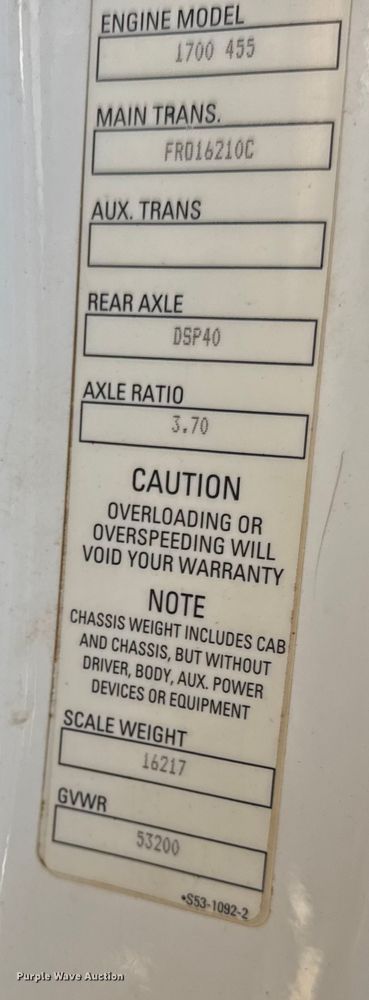 ENGINE MODEL
1700 455
MAIN TRANS.
FRO16210C
AUX. TRANS
REAR AXLE
DSP40
AXLE RATIO
3.70
CAUTION
OVERLOADING OR
OVERSPEEDING WILL
VOID YOUR WARRANTY
NOTE
CHASSIS WEIGHT INCLUDES CAB
AND CHASSIS, BUT WITHOUT
DRIVER, BODY, AUX. POWER
DEVICES OR EQUIPMENT
SCALE WEIGHT
16217
GVWR
53200
•S53-1092-2
Purple Wave Auction